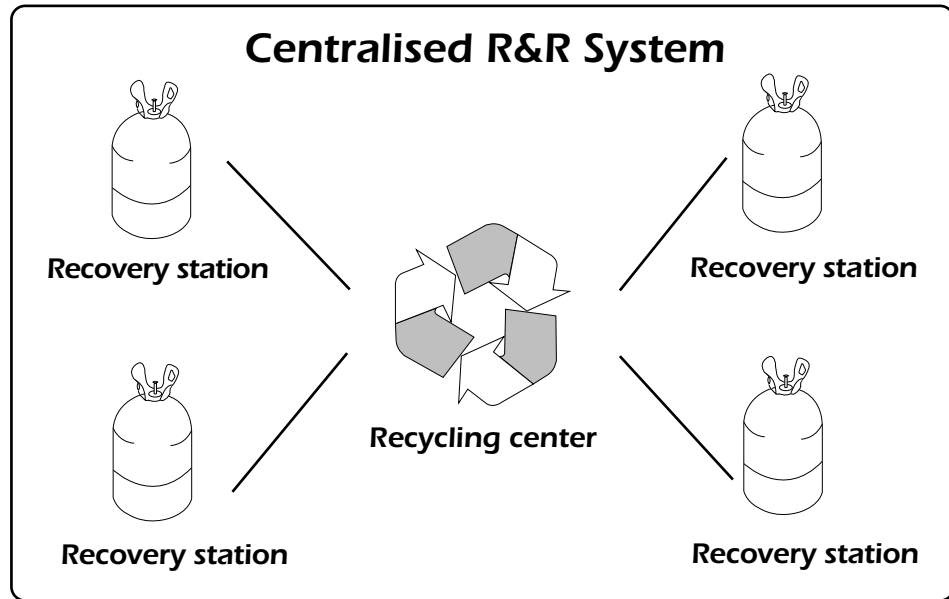 Centralised R&R System
Recovery station
Recovery station
Recycling center
Recovery station
Recovery station